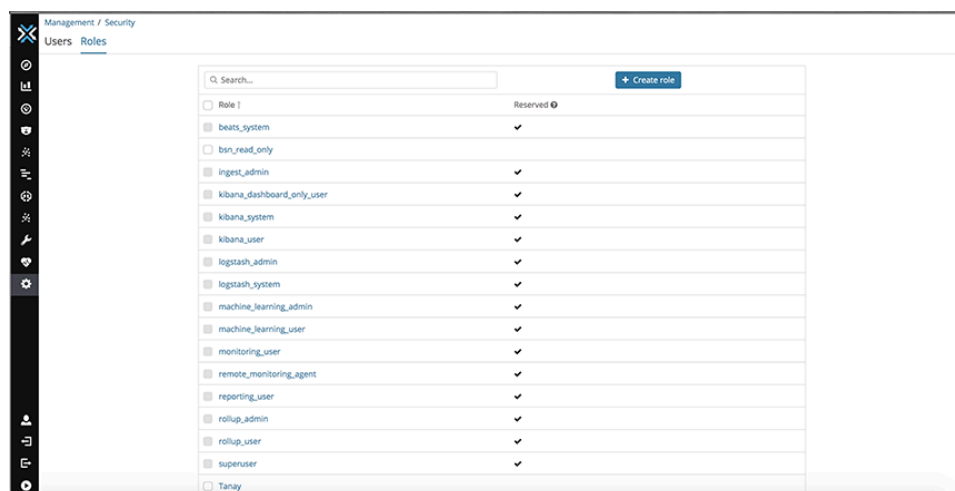 Management / Security
Users Roles
Search...
+ Create role
Role Reserved
beats_system
bsn_read_only
ingest_admin
kibana_dashboard_only_user
kibana_system
kibana_user
logstash_admin
logstash_system
machine_learning_admin
machine_learning_user
monitoring_user
remote_monitoring_agent
reporting_user
rollup_admin
rollup_user
superuser
Tanay